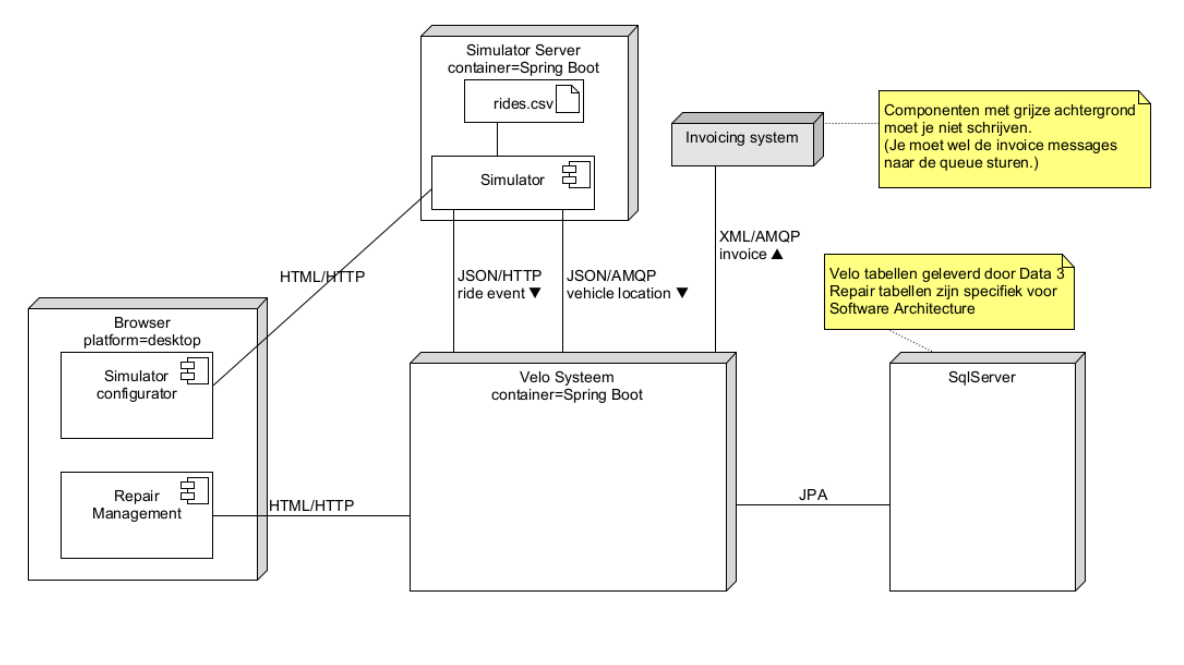 Simulator Server
container=Spring Boot
rides.csv
Simulator
Invoicing system
Componenten met grijze achtergrond
moet je niet schrijven.
(Je moet wel de invoice messages
naar de queue sturen.)
HTML/HTTP
JSON/HTTP
ride event ▼
JSON/AMQP
vehicle location ▼
XML/AMQP
invoice ▲
Velo tabellen geleverd door Data 3
Repair tabellen zijn specifiek voor
Software Architecture
Browser
platform=desktop
Simulator
configurator
Repair
Management
HTML/HTTP
Velo Systeem
container=Spring Boot
JPA
SqlServer